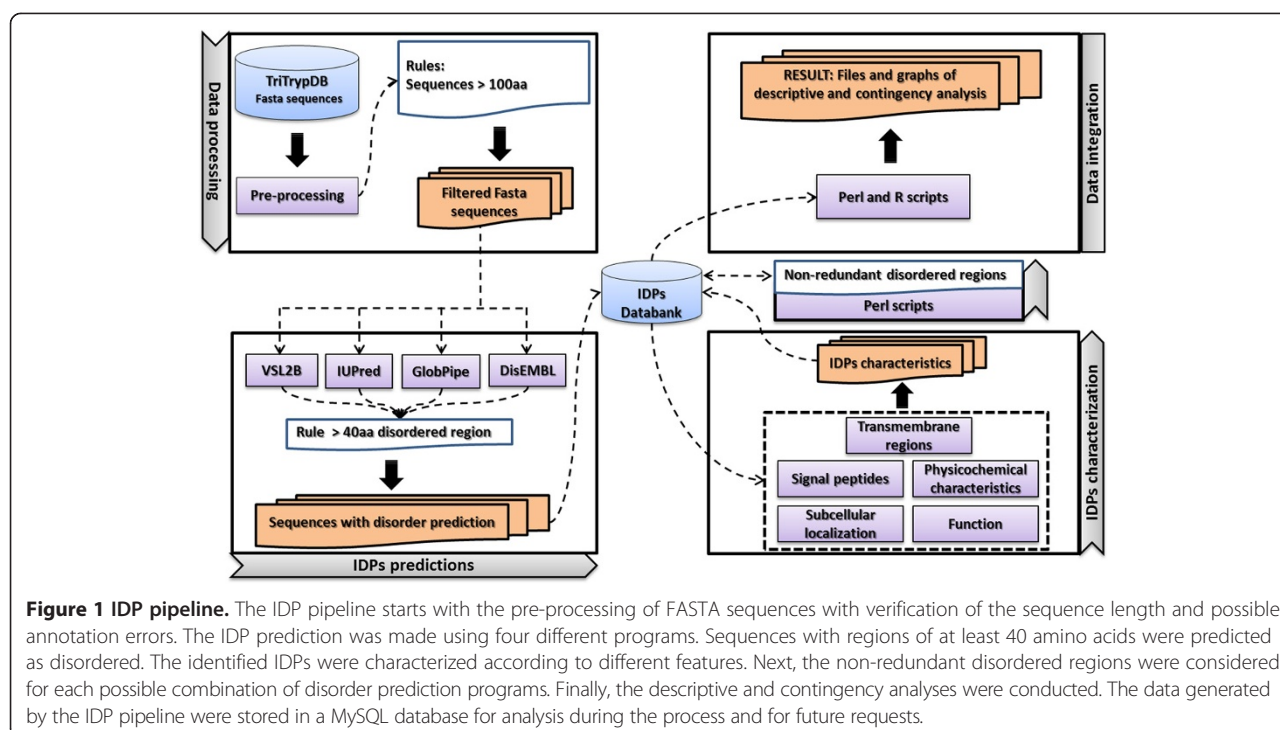 Data processing
TriTrypDB
Fasta sequences
Pre-processing
Rules:
Sequences > 100aa
Filtered Fasta
sequences
RESULT: Files and graphs of
descriptive and contingency analysis
Perl and R scripts
Data integration
IDPs
Databank
Non-redundant disordered regions
Perl scripts
VSL2B
IUPred
GlobPipe
DisEMBL
Rule > 40aa disordered region
Sequences with disorder prediction
IDPs predictions
IDPs characteristics
Transmembrane
regions
Signal peptides
Physicochemical
characteristics
Subcellular
localization
Function
IDPs characterization
Figure 1 IDP pipeline. The IDP pipeline starts with the pre-processing of FASTA sequences with verification of the sequence length and possible
annotation errors. The IDP prediction was made using four different programs. Sequences with regions of at least 40 amino acids were predicted
as disordered. The identified IDPs were characterized according to different features. Next, the non-redundant disordered regions were considered
for each possible combination of disorder prediction programs. Finally, the descriptive and contingency analyses were conducted. The data generated
by the IDP pipeline were stored in a MySQL database for analysis during the process and for future requests.